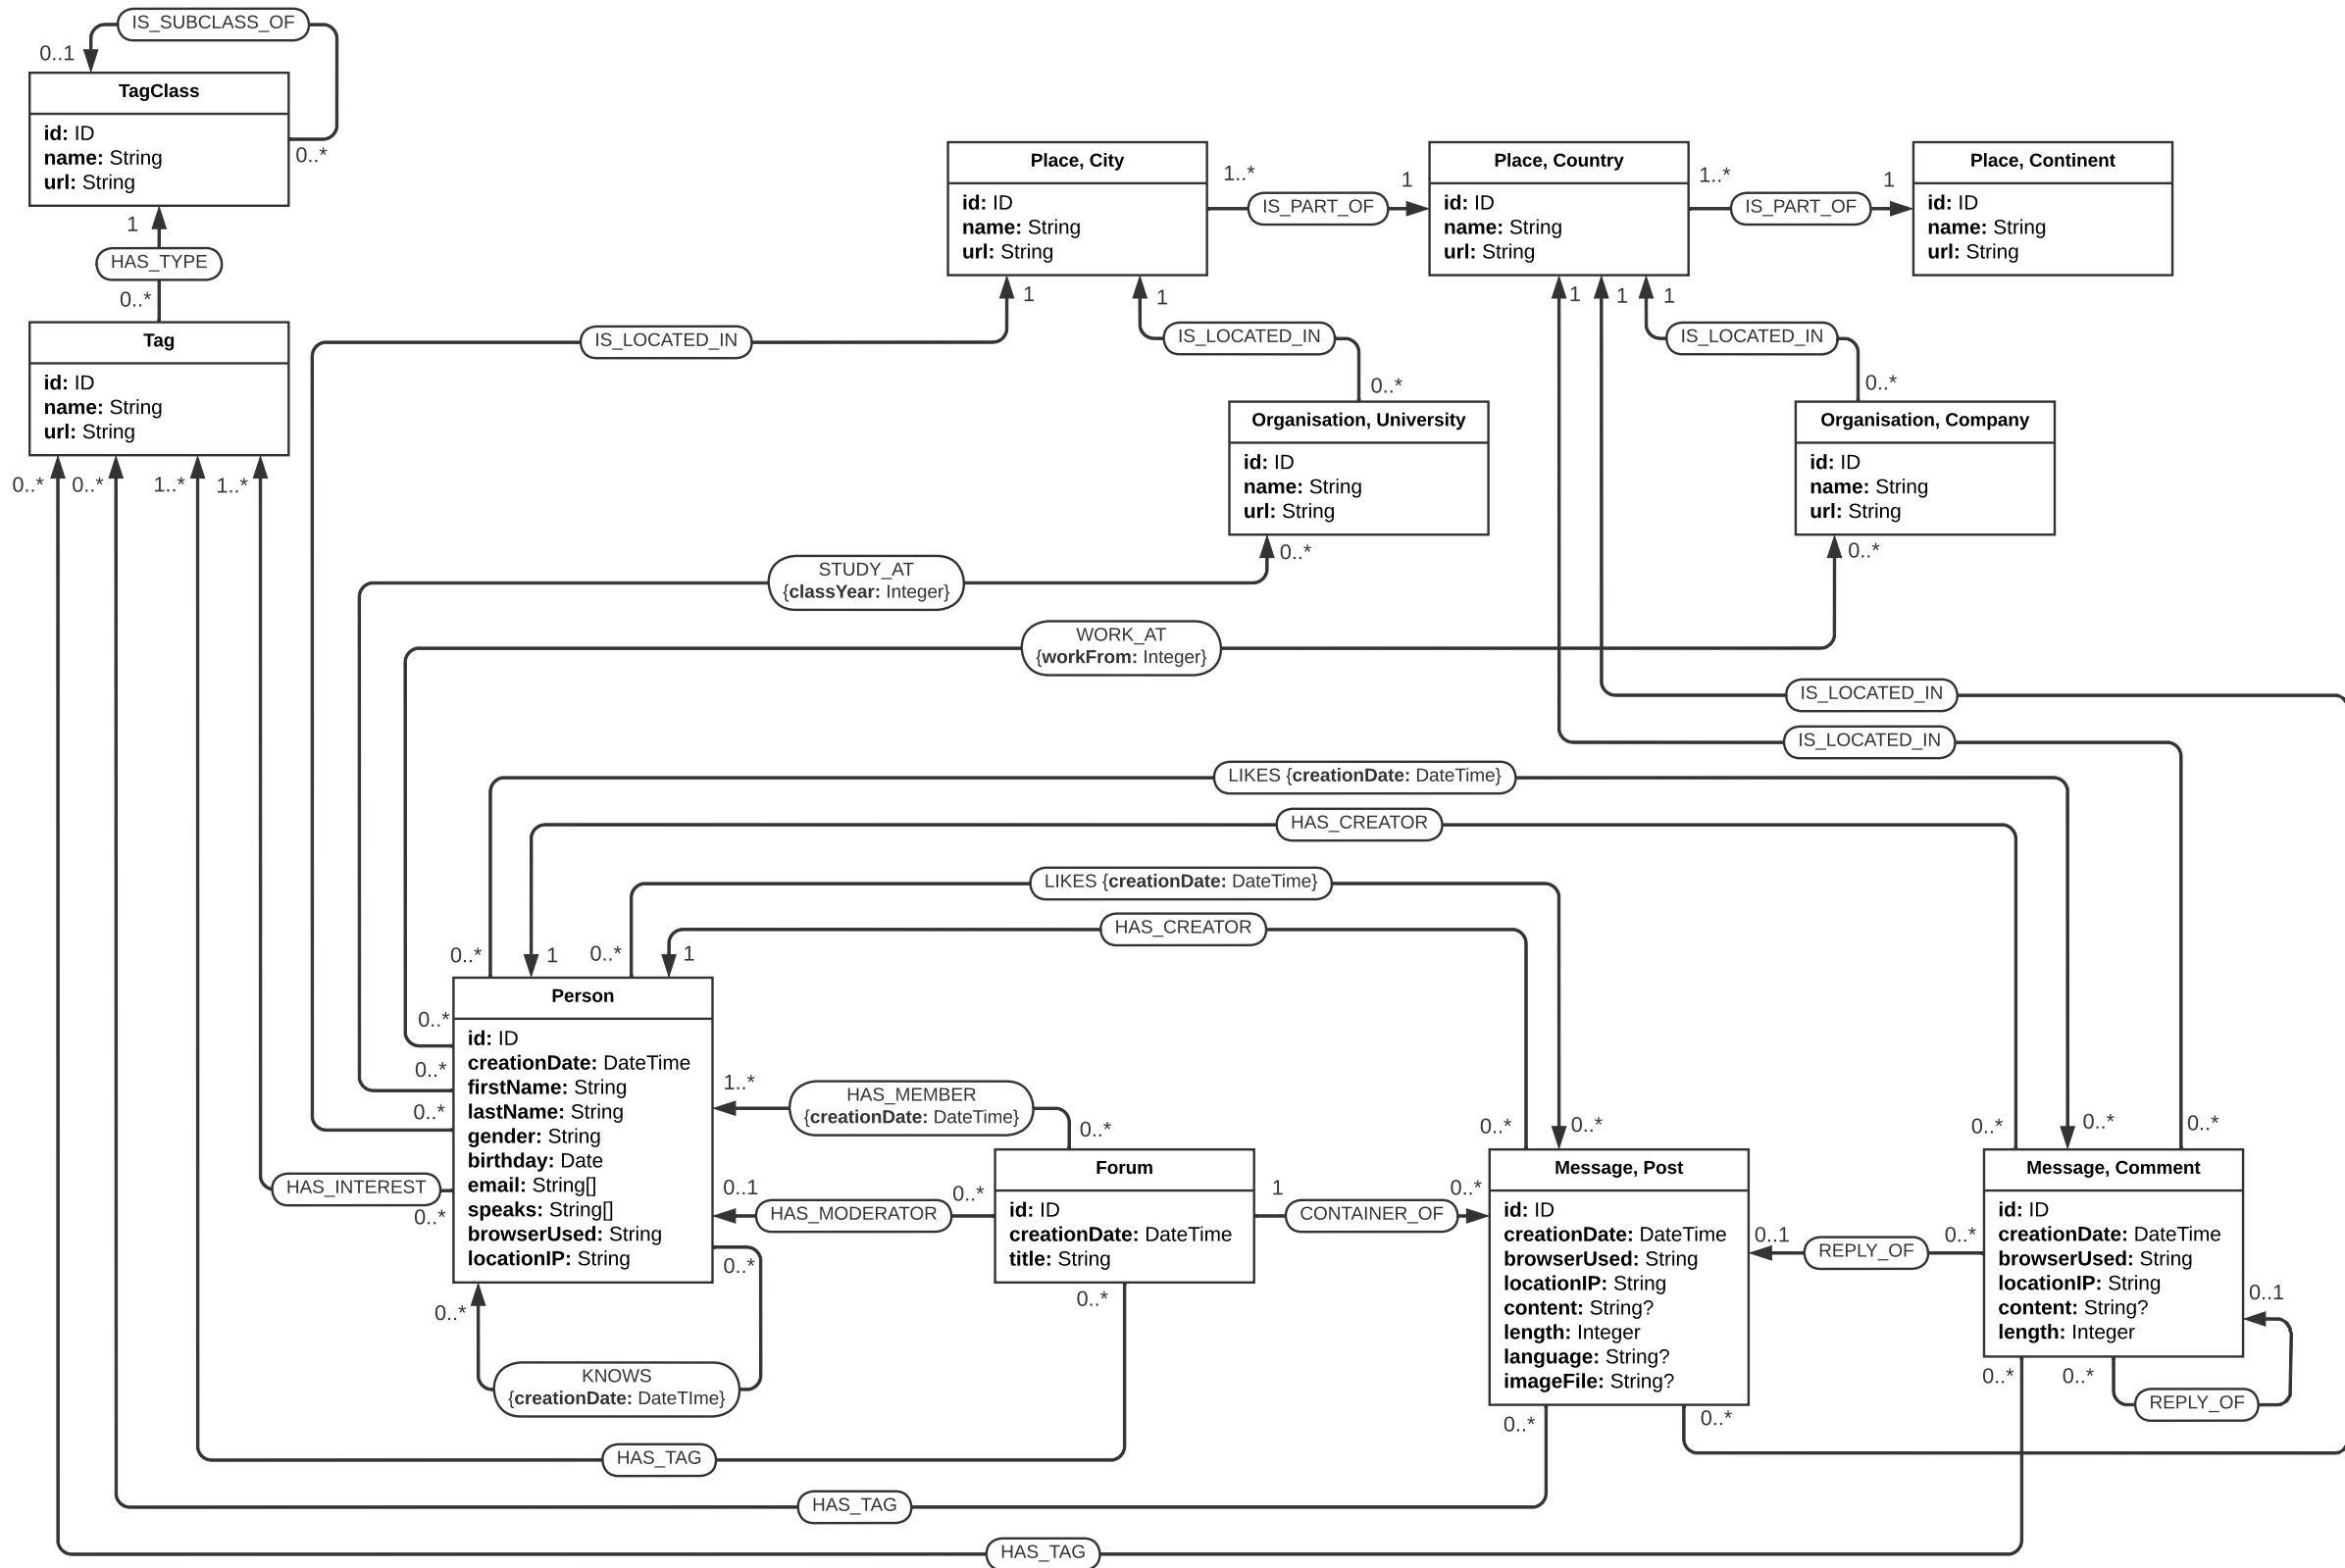 IS_SUBCLASS_OF
0..1
TagClass
id: ID
name: String
url: String
0..*
1
HAS_TYPE
0..*
Tag
id: ID
name: String
url: String
0..*
0..*
1..*
1..*
Place, City
id: ID
name: String
url: String
1..*
IS_PART_OF
1
Place, Country
id: ID
name: String
url: String
1..*
IS_PART_OF
1
Place, Continent
id: ID
name: String
url: String
IS_LOCATED_IN
1
1
IS_LOCATED_IN
0..*
1
1
1
IS_LOCATED_IN
0..*
Organisation, University
id: ID
name: String
url: String
0..*
Organisation, Company
id: ID
name: String
url: String
0..*
STUDY_AT
{classYear: Integer}
WORK_AT
{workFrom: Integer}
IS_LOCATED_IN
IS_LOCATED_IN
LIKES {creationDate: DateTime}
HAS_CREATOR
LIKES {creationDate: DateTime}
HAS_CREATOR
0..*
1
0..*
1
Person
id: ID
creationDate: DateTime
firstName: String
lastName: String
gender: String
birthday: Date
email: String[]
speaks: String[]
browserUsed: String
locationIP: String
0..*
0..*
0..*
HAS_INTEREST
0..*
1..*
HAS_MEMBER
{creationDate: DateTime}
0..*
0..1
HAS_MODERATOR
0..*
0..*
0..*
KNOWS
{creationDate: DateTIme}
Forum
id: ID
creationDate: DateTime
title: String
0..*
1
CONTAINER_OF
0..*
0..*
0..*
Message, Post
id: ID
creationDate: DateTime
browserUsed: String
locationIP: String
content: String?
length: Integer
language: String?
imageFile: String?
0..*
0..*
0..1
REPLY_OF
0..*
0..*
0..*
0..*
Message, Comment
id: ID
creationDate: DateTime
browserUsed: String
locationIP: String
content: String?
length: Integer
0..1
0..*
0..*
REPLY_OF
HAS_TAG
HAS_TAG
HAS_TAG